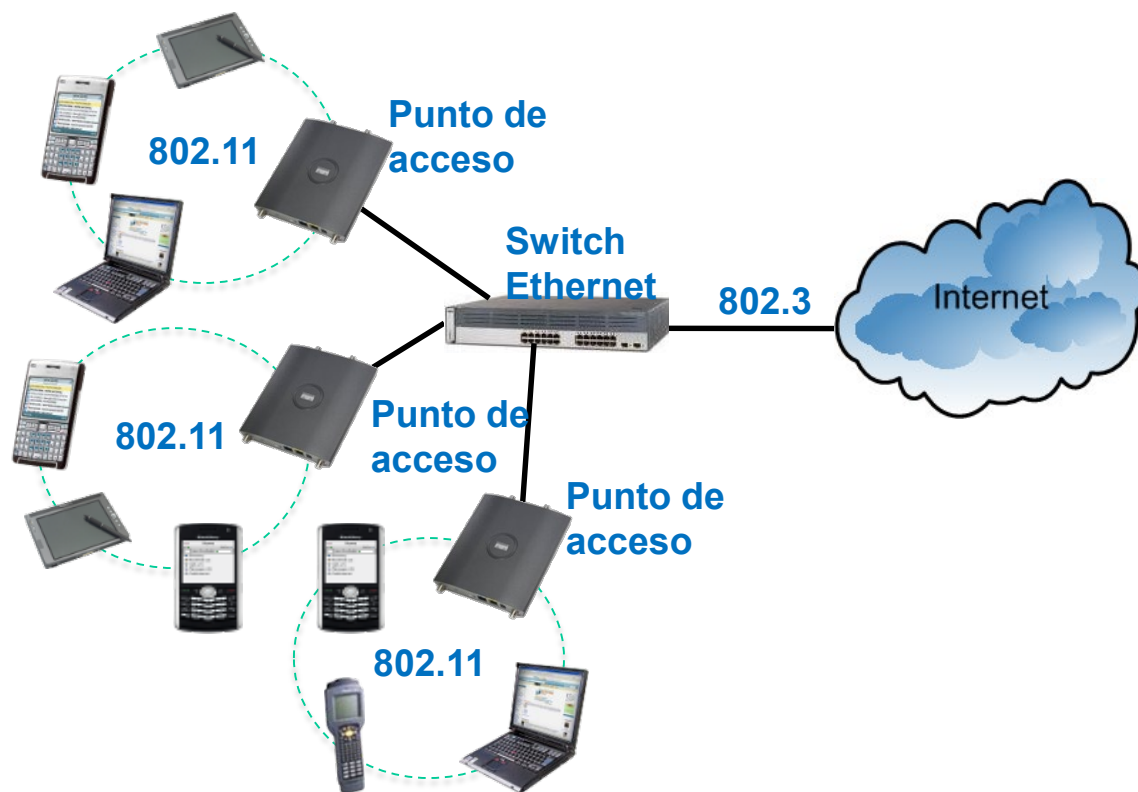 Punto de
acceso
802.11
Switch
Ethernet
802.3
Internet
Punto de
acceso
802.11
Punto de
acceso
802.11